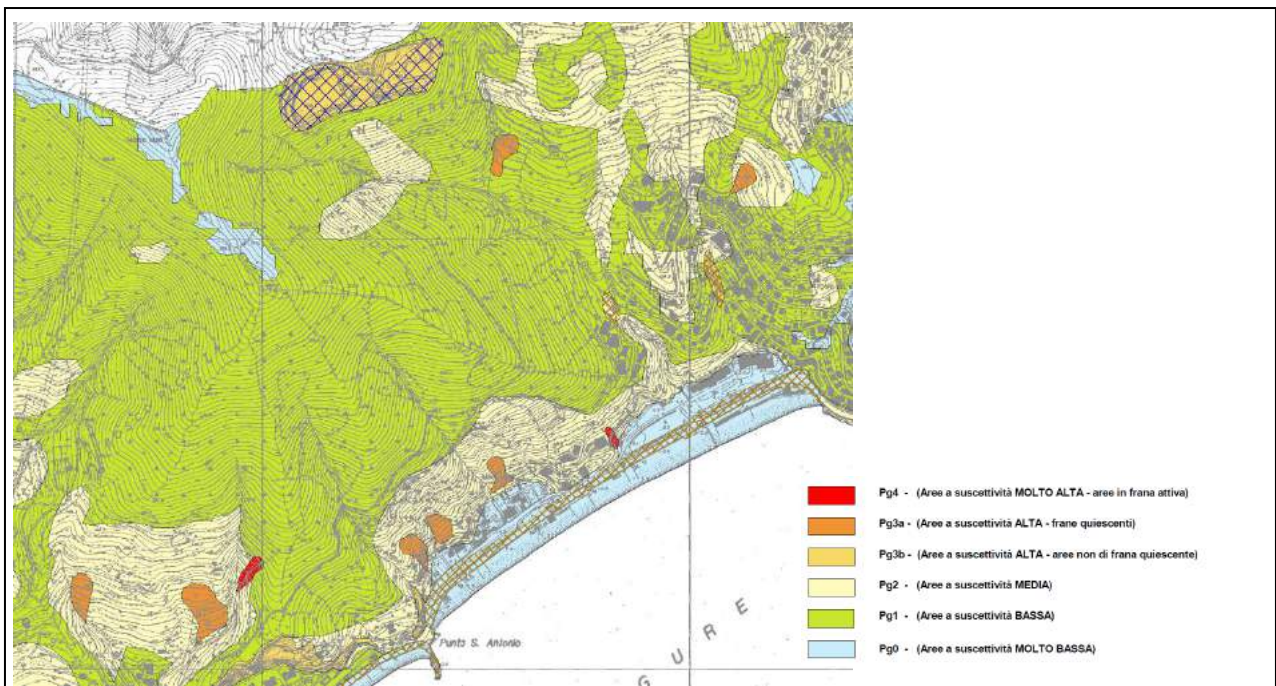 Punta S. Antonio
G U R E
Pg4 - (Aree a suscettività MOLTO ALTA - aree in frana attiva)
Pg3a - (Aree a suscettività ALTA - frane quiescenti)
Pg3b - (Aree a suscettività ALTA - aree non di frana quiescente)
Pg2 - (Aree a suscettività MEDIA)
Pg1 - (Aree a suscettività BASSA)
Pg0 - (Aree a suscettività MOLTO BASSA)